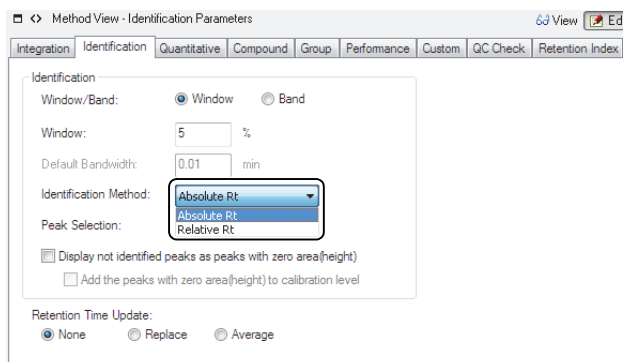 Method View - Identification Parameters
View Ed
Integration Identification Quantitative Compound Group Performance Custom QC Check Retention Index
Identification
Window/Band: Window Band
Window: 5 %
Default Bandwidth: 0.01 min
Identification Method: Absolute Rt
Absolute Rt
Peak Selection: Relative Rt
Display not identified peaks as peaks with zero area(height)
Add the peaks with zero area(height) to calibration level
Retention Time Update:
None Replace Average